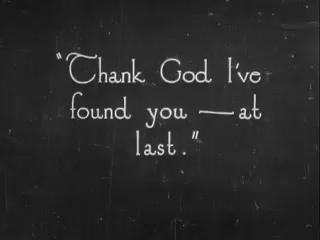 "Thank God I've
found you — at
last."